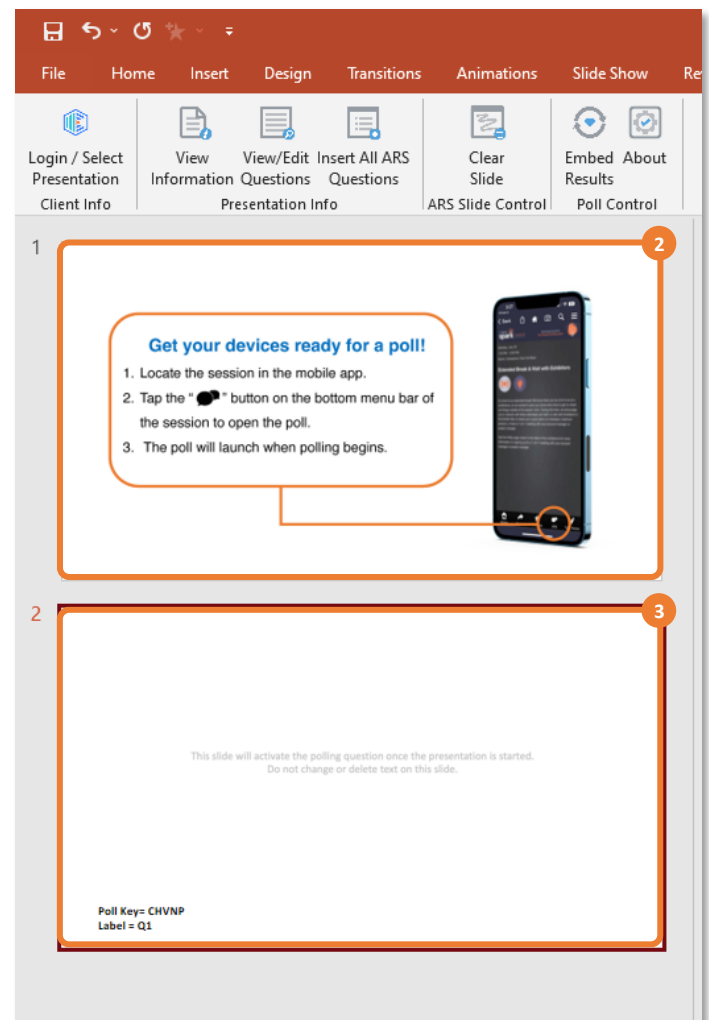 File Home Insert Design Transitions Animations Slide Show Re
Login / Select View View/Edit Insert All ARS Clear Embed About
Presentation Information Questions Questions Slide Results
Client Info Presentation Info ARS Slide Control Poll Control
1
2
Get your devices ready for a poll!
1. Locate the session in the mobile app.
2. Tap the " " button on the bottom menu bar of
the session to open the poll.
3. The poll will launch when polling begins.
2
3
This slide will activate the polling question once the presentation is started.
Do not change or delete text on this slide.
Poll Key= CHVNP
Label = Q1